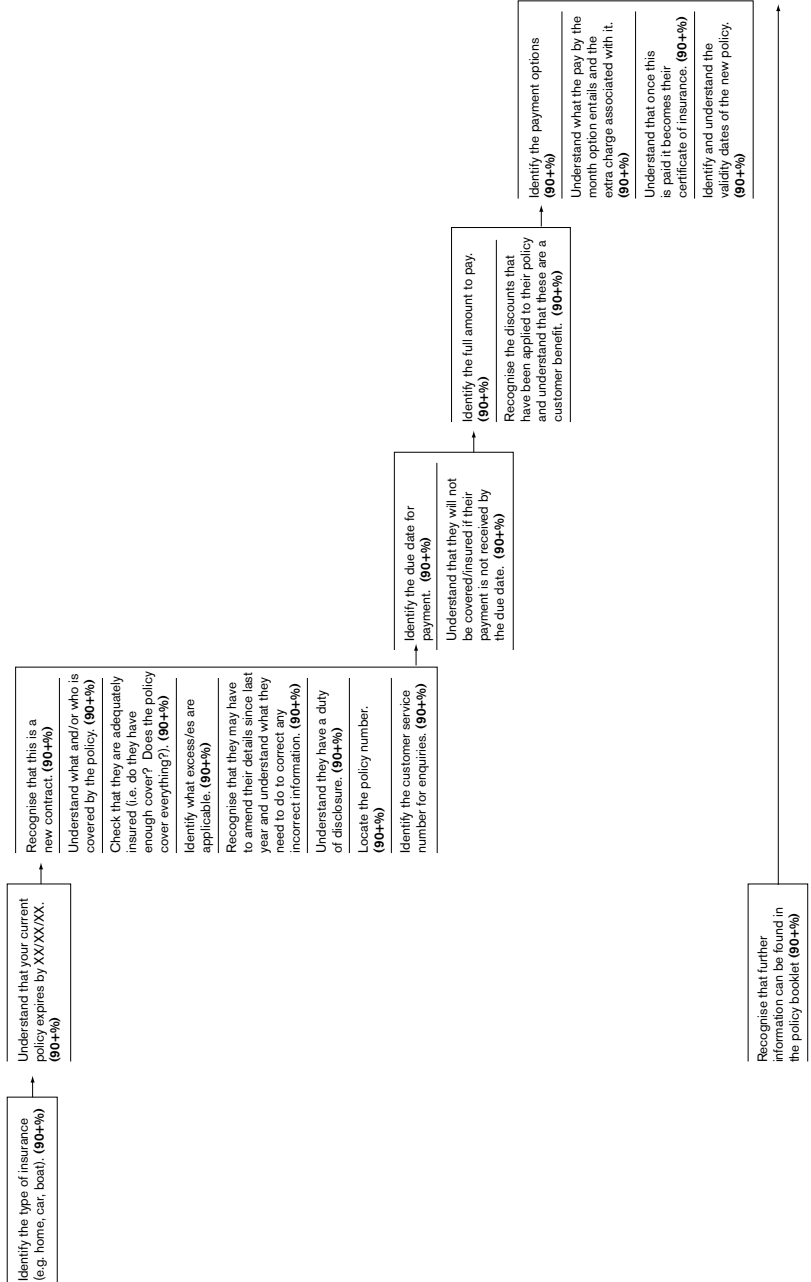 Identify the type of insurance
(e.g. home, car, boat). (90+%)
Understand that your current
policy expires by XX/XX/XX.
(90+%)
Recognise that this is a
new contract. (90+%)
Understand what and/or who is
covered by the policy. (90+%)
Check that they are adequately
insured (i.e. do they have
enough cover? Does the policy
cover everything?). (90+%)
Identify what excess/es are
applicable. (90+%)
Recognise that they may have
to amend their details since last
year and understand what they
need to do to correct any
incorrect information. (90+%)
Understand they have a duty
of disclosure. (90+%)
Locate the policy number.
(90+%)
Identify the customer service
number for enquiries. (90+%)
Identify the due date for
payment. (90+%)
Understand that they will not
be covered/insured if their
payment is not received by
the due date. (90+%)
Identify the full amount to pay.
(90+%)
Recognise the discounts that
have been applied to their policy
and understand that these are a
customer benefit. (90+%)
Identify the payment options
(90+%)
Understand what the pay by the
month option entails and the
extra charge associated with it.
(90+%)
Understand that once this
is paid it becomes their
certificate of insurance. (90+%)
Identify and understand the
validity dates of the new policy.
(90+%)
Recognise that further
information can be found in
the policy booklet (90+%)